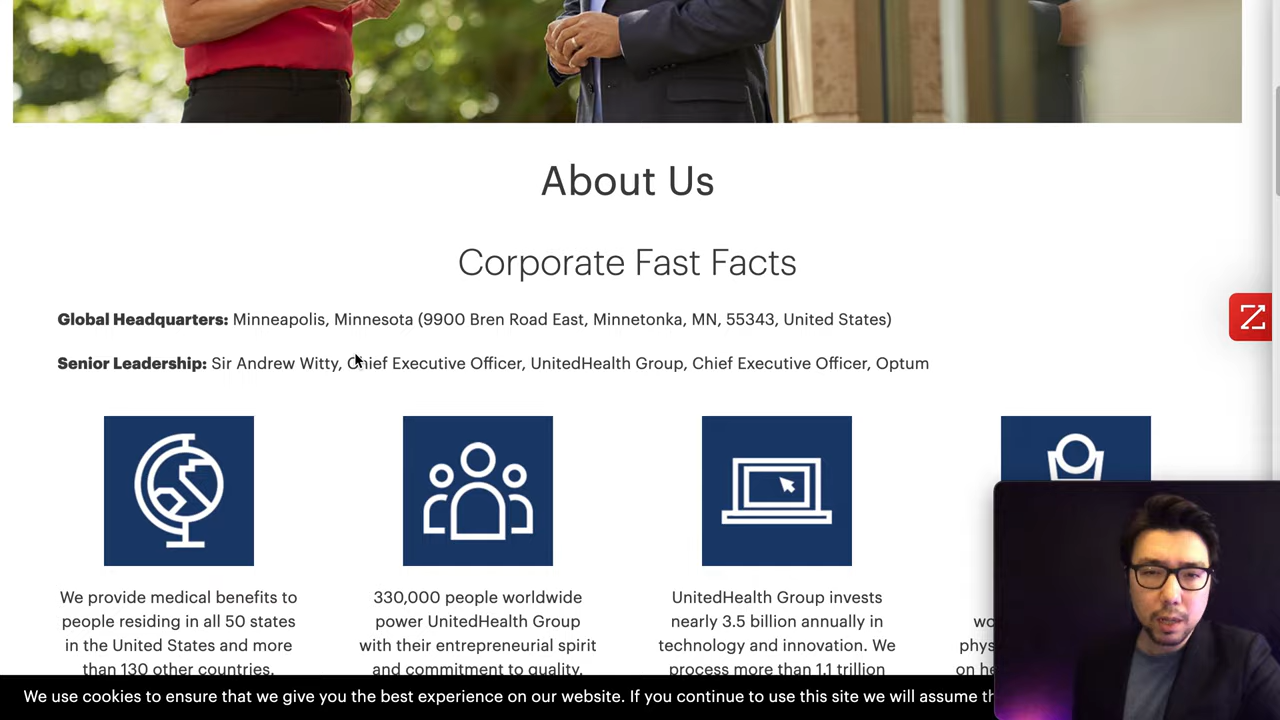 About Us
Corporate Fast Facts
Global Headquarters: Minneapolis, Minnesota (9900 Bren Road East, Minnetonka, MN, 55343, United States)
Senior Leadership: Sir Andrew Witty, Chief Executive Officer, UnitedHealth Group, Chief Executive Officer, Optum
We provide medical benefits to
people residing in all 50 states
in the United States and more
than 130 other countries.
330,000 people worldwide
power UnitedHealth Group
with their entrepreneurial spirit
and commitment to quality.
UnitedHealth Group invests
nearly 3.5 billion annually in
technology and innovation. We
process more than 1.1 trillion
on
We use cookies to ensure that we give you the best experience on our website. If you continue to use this site we will assume